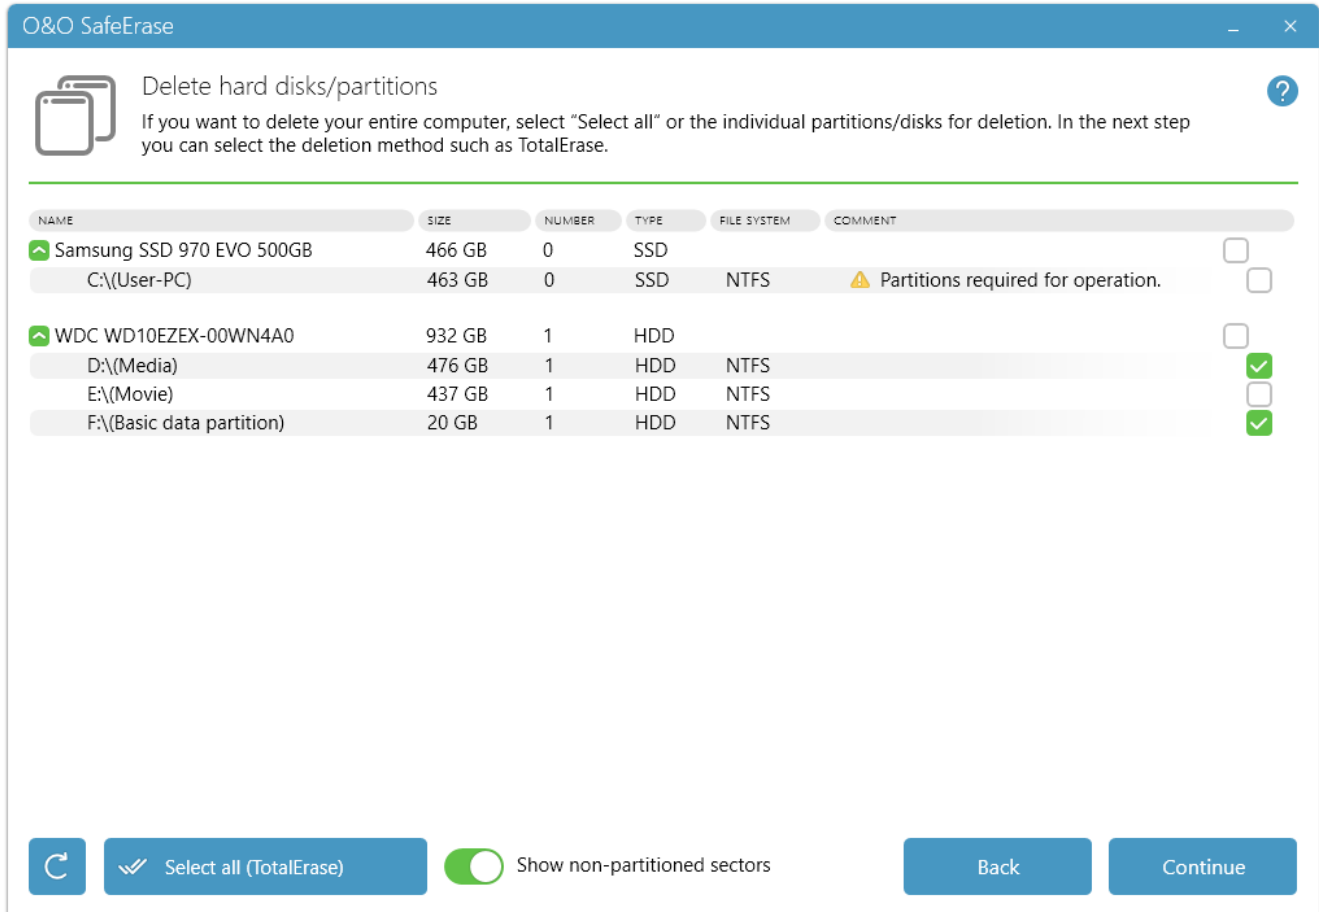 O&O SafeErase
Delete hard disks/partitions
If you want to delete your entire computer, select “Select all“ or the individual partitions/disks for deletion. In the next step
you can select the deletion method such as TotalErase.
NAME SIZE NUMBER TYPE FILE SYSTEM COMMENT
Samsung SSD 970 EVO 500GB 466 GB 0 SSD
C:\(User-PC) 463 GB 0 SSD NTFS Partitions required for operation.
WDC WD10EZEX-00WN4A0 932 GB 1 HDD
D:\(Media) 476 GB 1 HDD NTFS
E:\(Movie) 437 GB 1 HDD NTFS
F:\(Basic data partition) 20 GB 1 HDD NTFS
Select all (TotalErase) Show non-partitioned sectors Back Continue